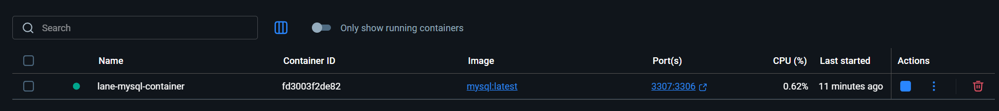 Search Only show running containers
Name Container ID Image Port(s) CPU (%) Last started Actions
lane-mysql-container fd3003f2de82 mysql:latest 3307:3306 0.62% 11 minutes ago